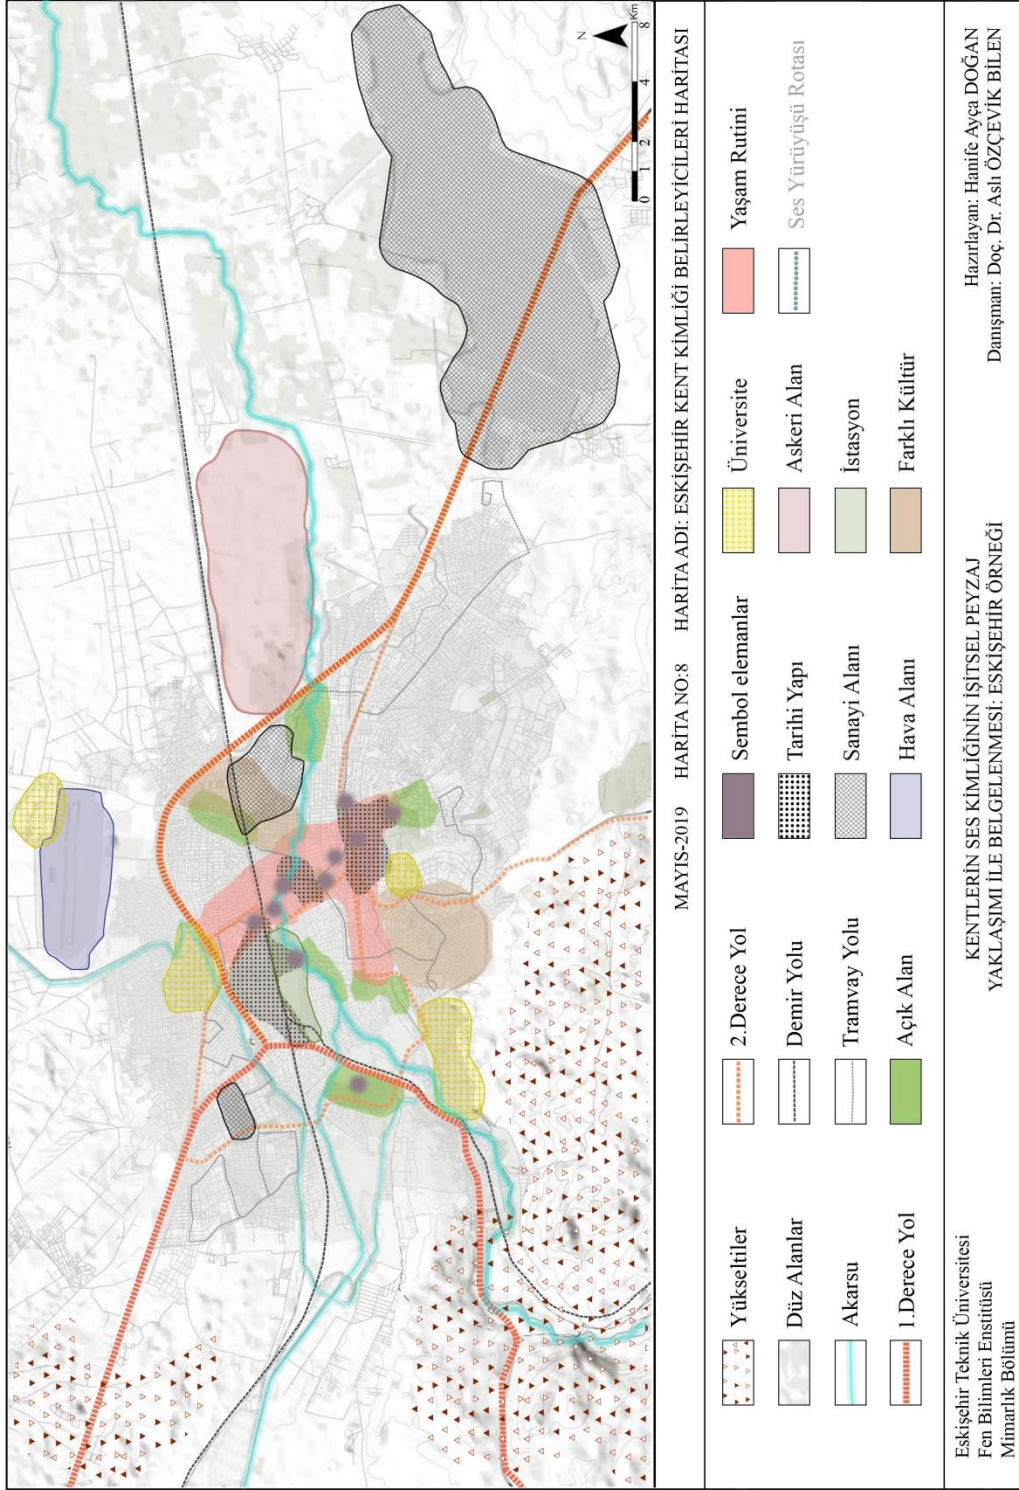 N
0 1 2 4 8
Km
MAYIS-2019 HARİTA NO:8 HARİTA ADI: ESKİŞEHİR KENT KİMLİĞİ BELİRLEYİCİLERİ HARİTASI
Yükseltiler
Düz Alanlar
Akarsu
1.Derece Yol
2.Derece Yol
Demir Yolu
Tramvay Yolu
Açık Alan
Sembol elemanlar
Tarihi Yapı
Sanayi Alanı
Hava Alanı
Üniversite
Askeri Alan
İstasyon
Farklı Kültür
Yaşam Rutini
Ses Yürüyüşü Rotası
Eskişehir Teknik Üniversitesi
Fen Bilimleri Enstitüsü
Mimarlık Bölümü
KENTLERİN SES KİMLİĞİNİN İŞİTSEL PEYZAJ
YAKLAŞIMI İLE BELGELENMESİ: ESKİŞEHİR ÖRNEĞİ
Hazırlayan: Hanife Ayça DOĞAN
Danışman: Doç. Dr. Aslı ÖZÇEVİK BİLEN